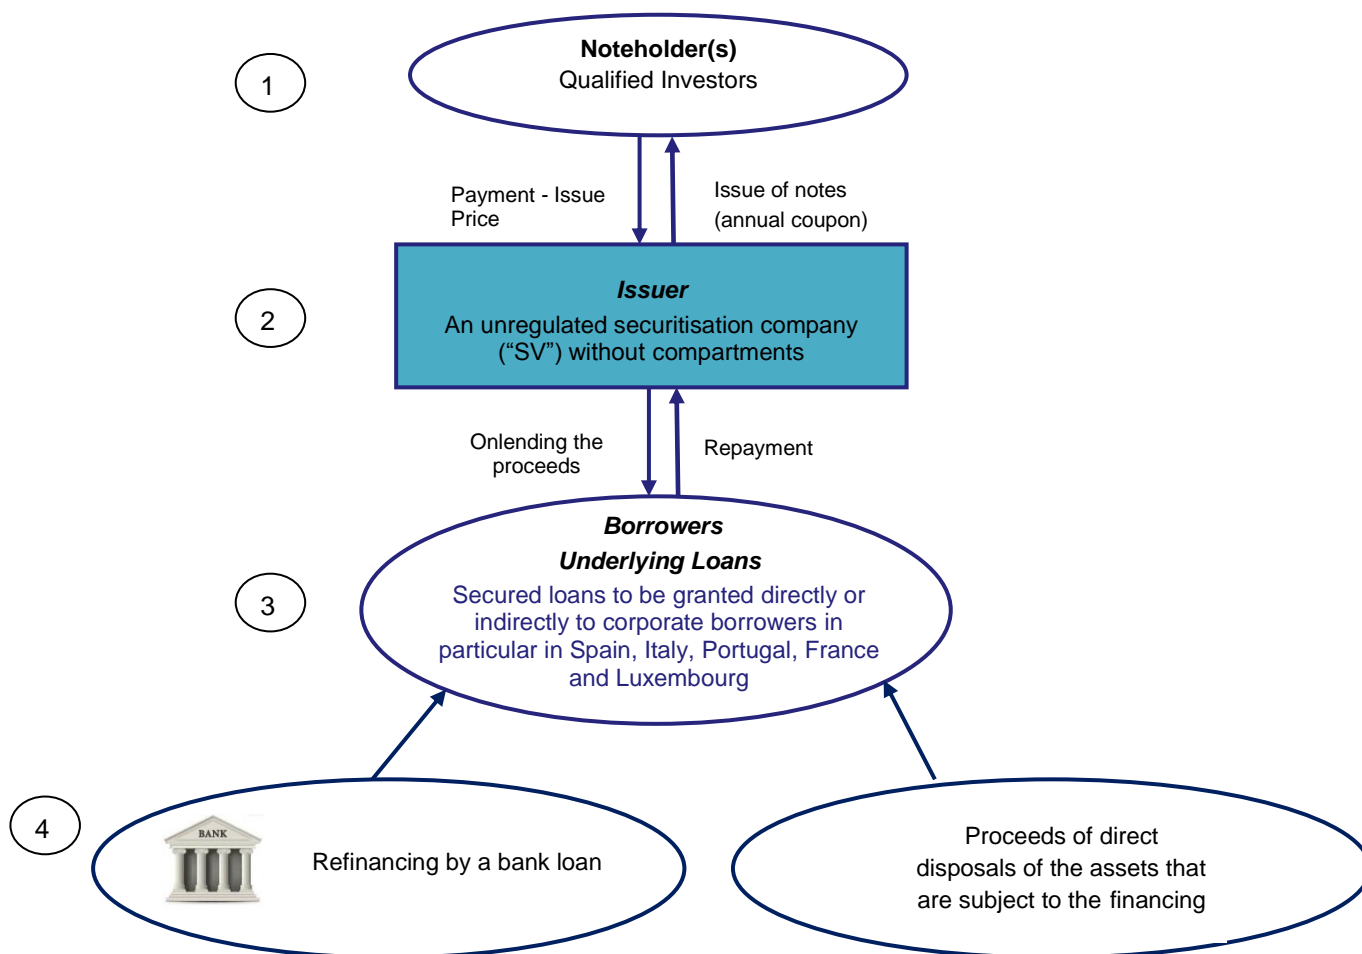 1
Noteholder(s)
Qualified Investors
Payment - Issue
Price
Issue of notes
(annual coupon)
2
Issuer
An unregulated securitisation company
(“SV”) without compartments
Onlending the
proceeds
Repayment
3
Borrowers
Underlying Loans
Secured loans to be granted directly or
indirectly to corporate borrowers in
particular in Spain, Italy, Portugal, France
and Luxembourg
4
BANK
Refinancing by a bank loan
Proceeds of direct
disposals of the assets that
are subject to the financing